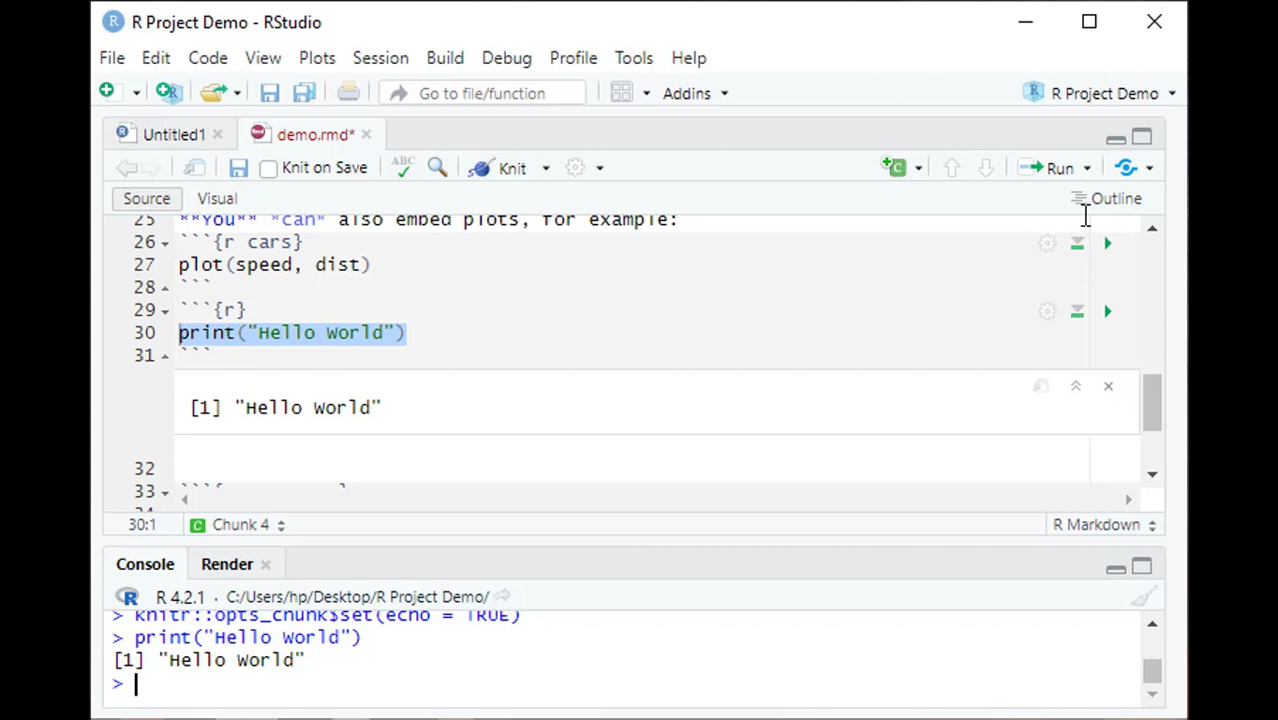 R Project Demo - RStudio
File Edit Code View Plots Session Build Debug Tools Help
Go to file/function Addins R Project Demo
Untitled1 demo.rmd*
Knit on Save ABC Knit Run
Source Visual Outline
25 **You** *can* also embed plots, for example:
26 ```{r cars}
27 plot(speed, dist)
28 ```
29 ```{r}
30 print("Hello World")
31 ```
[1] "Hello World"
32
33
30:1 Chunk 4 R Markdown
Console Render
R 4.2.1 · C:/Users/hp/Desktop/R Project Demo/
> knitr::opts_chunk$set(echo = TRUE)
> print("Hello World")
[1] "Hello World"
>